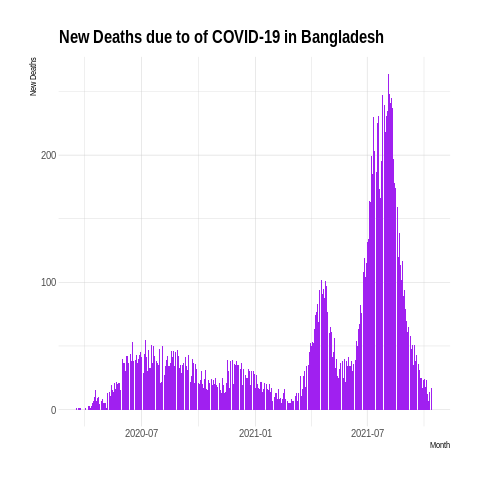 New Deaths due to of COVID-19 in Bangladesh
New Deaths
200
100
0
2020-07
2021-01
2021-07
Month